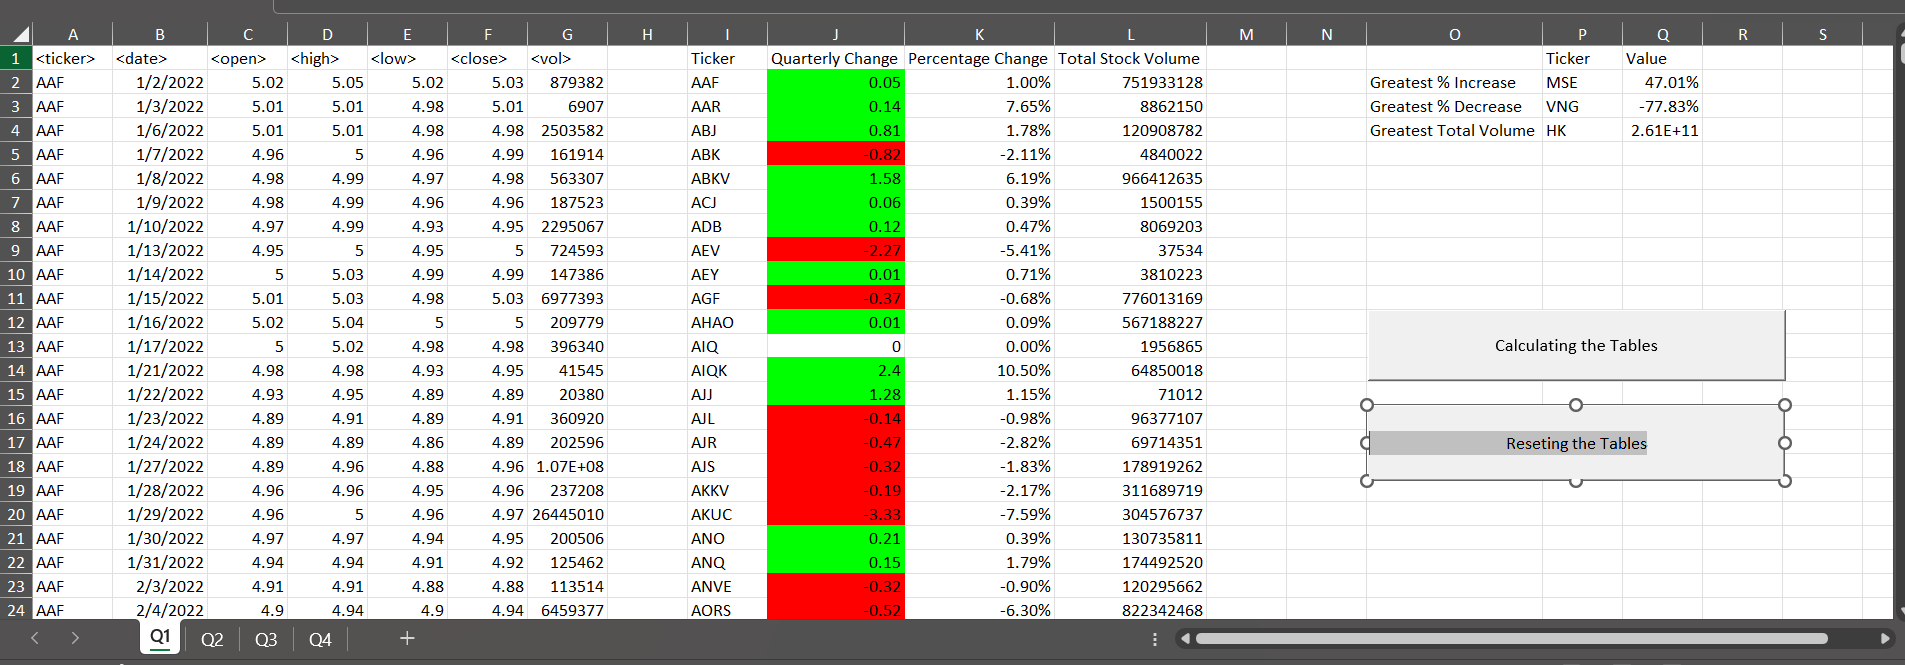 A B C D E F G H I J K L M N O P Q R S
1 <ticker> <date> <open> <high> <low> <close> <vol> Ticker Quarterly Change Percentage Change Total Stock Volume Ticker Value
2 AAF 1/2/2022 5.02 5.05 5.02 5.03 879382 AAF 0.05 1.00% 751933128 Greatest % Increase MSE 47.01%
3 AAF 1/3/2022 5.01 5.01 4.98 5.01 6907 AAR 0.14 7.65% 8862150 Greatest % Decrease VNG -77.83%
4 AAF 1/6/2022 5.01 5.01 4.98 4.98 2503582 ABJ 0.81 1.78% 120908782 Greatest Total Volume HK 2.61E+11
5 AAF 1/7/2022 4.96 5 4.96 4.99 161914 ABK -0.82 -2.11% 4840022
6 AAF 1/8/2022 4.98 4.99 4.97 4.98 563307 ABKV 1.58 6.19% 966412635
7 AAF 1/9/2022 4.98 4.99 4.96 4.96 187523 ACJ 0.06 0.39% 1500155
8 AAF 1/10/2022 4.97 4.99 4.93 4.95 2295067 ADB 0.12 0.47% 8069203
9 AAF 1/13/2022 4.95 5 4.95 5 724593 AEV -2.27 -5.41% 37534
10 AAF 1/14/2022 5 5.03 4.99 4.99 147386 AEY 0.01 0.71% 3810223
11 AAF 1/15/2022 5.01 5.03 4.98 5.03 6977393 AGF -0.37 -0.68% 776013169
12 AAF 1/16/2022 5.02 5.04 5 5 209779 AHAO 0.01 0.09% 567188227
13 AAF 1/17/2022 5 5.02 4.98 4.98 396340 AIQ 0 0.00% 1956865 Calculating the Tables
14 AAF 1/21/2022 4.98 4.98 4.93 4.95 41545 AIQK 2.4 10.50% 64850018
15 AAF 1/22/2022 4.93 4.95 4.89 4.89 20380 AJJ 1.28 1.15% 71012
16 AAF 1/23/2022 4.89 4.91 4.89 4.91 360920 AJL -0.14 -0.98% 96377107
17 AAF 1/24/2022 4.89 4.89 4.86 4.89 202596 AJR -0.47 -2.82% 69714351 Reseting the Tables
18 AAF 1/27/2022 4.89 4.96 4.88 4.96 1.07E+08 AJS -0.32 -1.83% 178919262
19 AAF 1/28/2022 4.96 4.96 4.95 4.96 237208 AKKV -0.19 -2.17% 311689719
20 AAF 1/29/2022 4.96 5 4.96 4.97 26445010 AKUC -3.33 -7.59% 304576737
21 AAF 1/30/2022 4.97 4.97 4.94 4.95 200506 ANO 0.21 0.39% 130735811
22 AAF 1/31/2022 4.94 4.94 4.91 4.92 125462 ANQ 0.15 1.79% 174492520
23 AAF 2/3/2022 4.91 4.91 4.88 4.88 113514 ANVE -0.32 -0.90% 120295662
24 AAF 2/4/2022 4.9 4.94 4.9 4.94 6459377 AORS -0.52 -6.30% 822342468
Q1 Q2 Q3 Q4